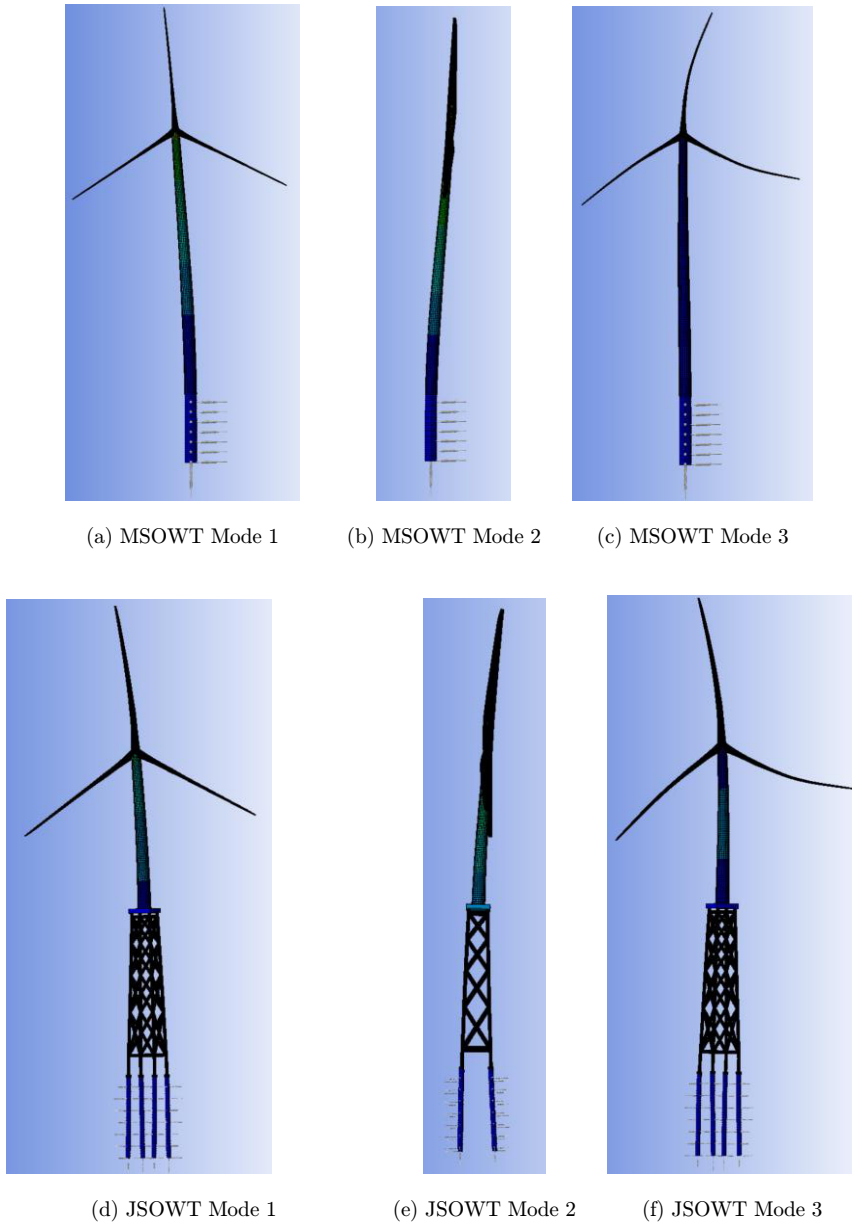 (a) MSOWT Mode 1
(b) MSOWT Mode 2
(c) MSOWT Mode 3
(d) JSOWT Mode 1
(e) JSOWT Mode 2
(f) JSOWT Mode 3